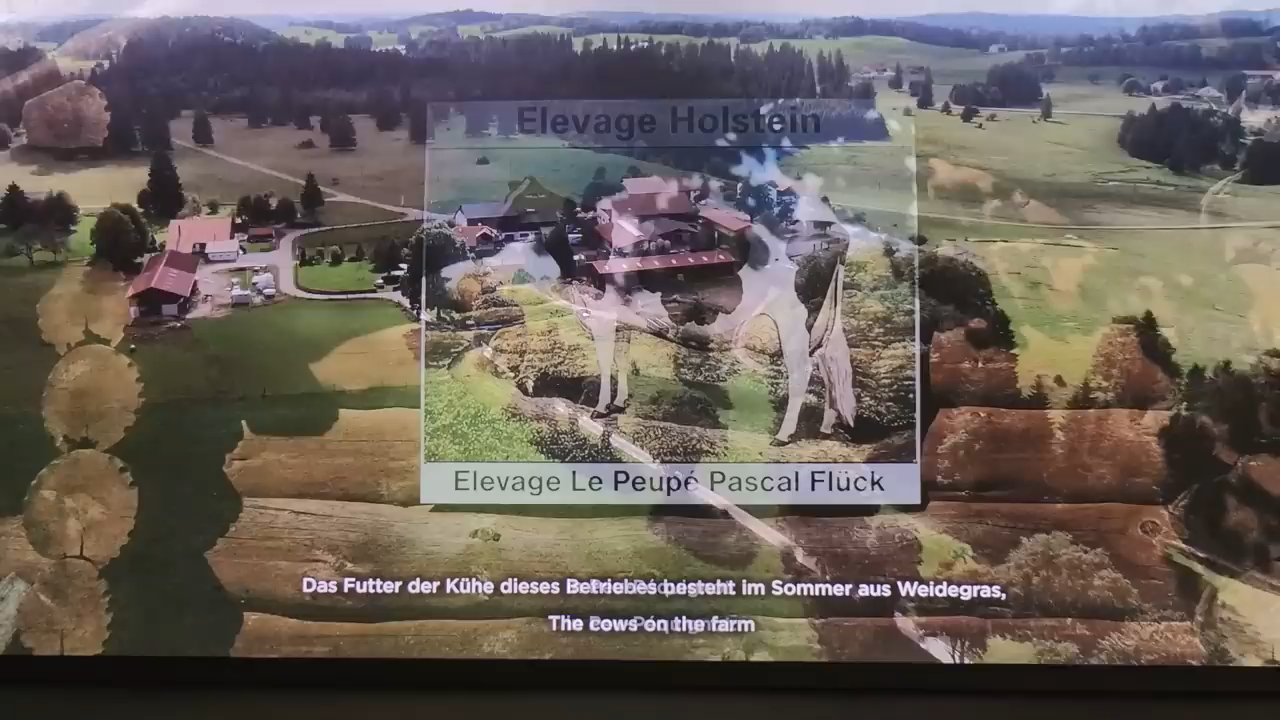 Elevage Holstein
Elevage Le Peupé Pascal Flück
Das Futter der Kühe dieses Betriebes besteht im Sommer aus Weidegras,
The cows on the farm